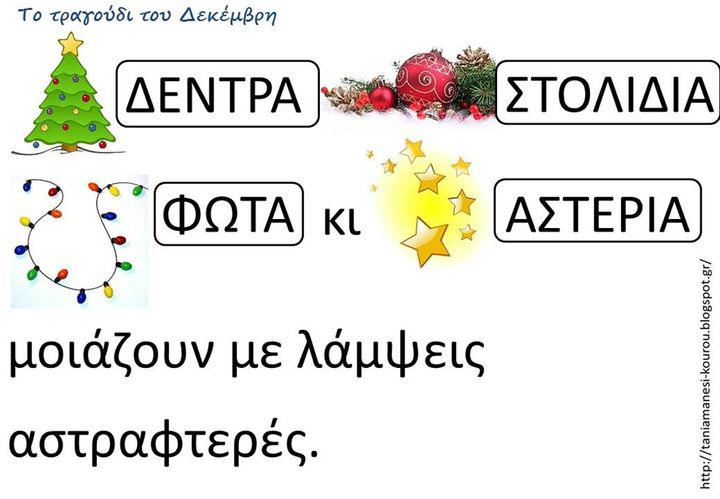 Το τραγούδι του Δεκέμβρη
ΔΕΝΤΡΑ ΣΤΟΛΙΔΙΑ
ΦΩΤΑ κι ΑΣΤΕΡΙΑ
μοιάζουν με λάμψεις
αστραφτερές.
http://taniamanesi-kourou.blogspot.gr/